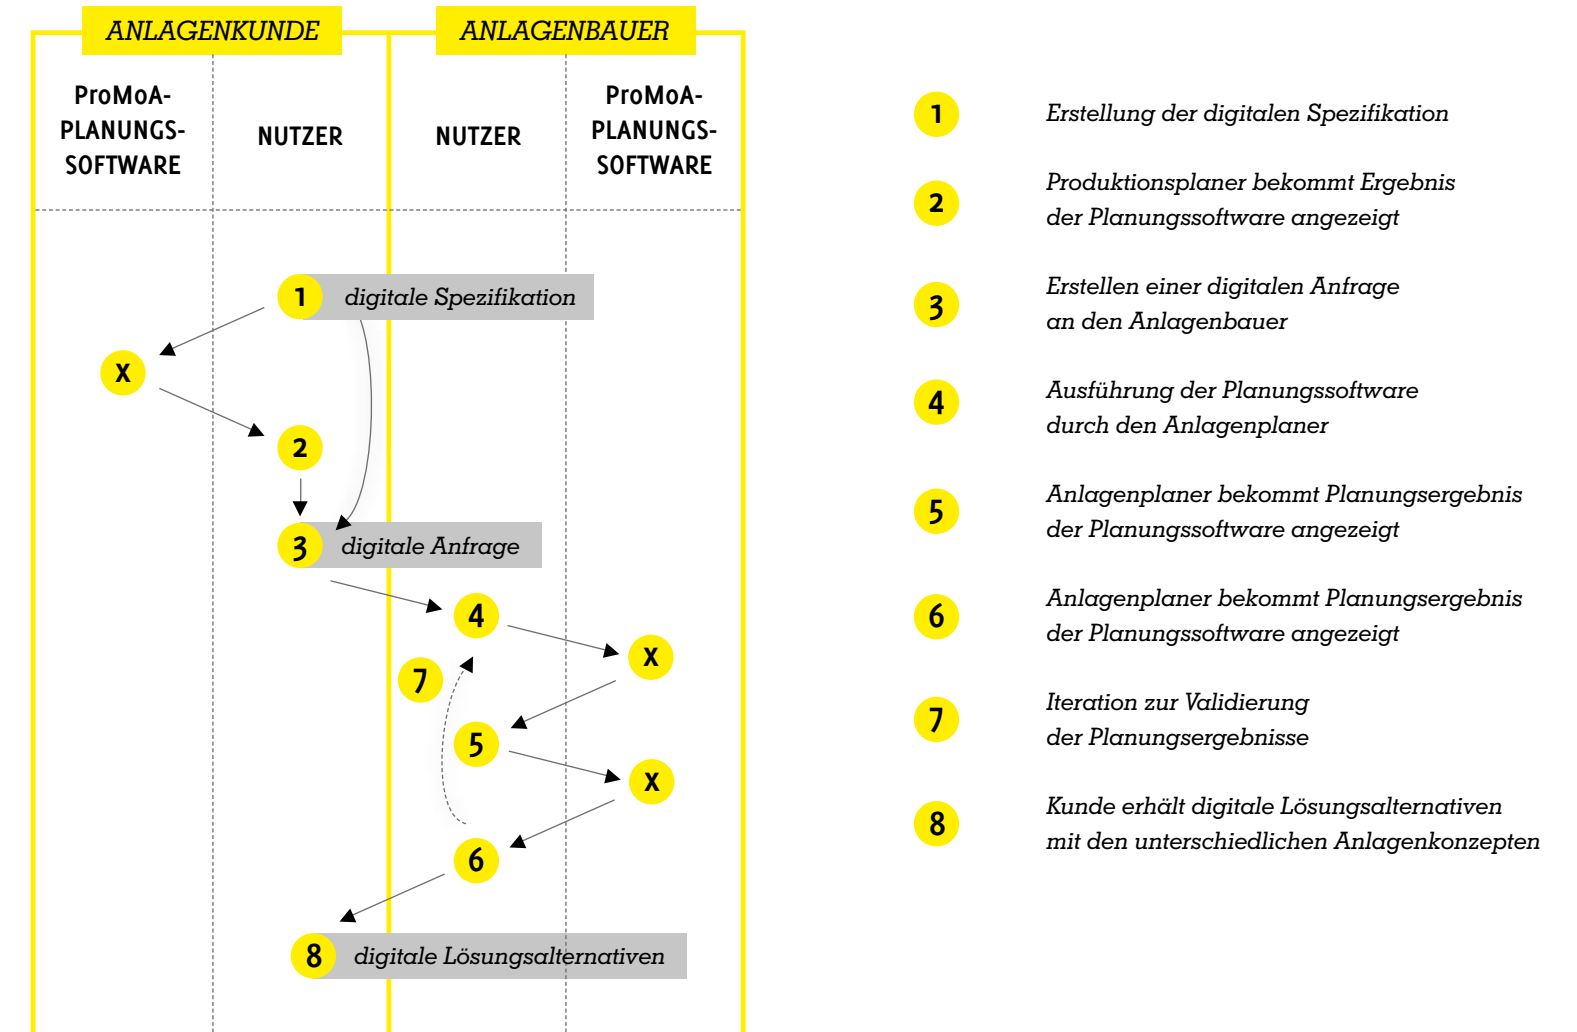 ANLAGENKUNDE
ANLAGENBAUER
ProMoA-
PLANUNGS-
SOFTWARE
NUTZER
NUTZER
ProMoA-
PLANUNGS-
SOFTWARE
1 digitale Spezifikation
X
2
3 digitale Anfrage
4
X
7
5
X
6
8 digitale Lösungsalternativen
1 Erstellung der digitalen Spezifikation
2 Produktionsplaner bekommt Ergebnis
der Planungssoftware angezeigt
3 Erstellen einer digitalen Anfrage
an den Anlagenbauer
4 Ausführung der Planungssoftware
durch den Anlagenplaner
5 Anlagenplaner bekommt Planungsergebnis
der Planungssoftware angezeigt
6 Anlagenplaner bekommt Planungsergebnis
der Planungssoftware angezeigt
7 Iteration zur Validierung
der Planungsergebnisse
8 Kunde erhält digitale Lösungsalternativen
mit den unterschiedlichen Anlagenkonzepten